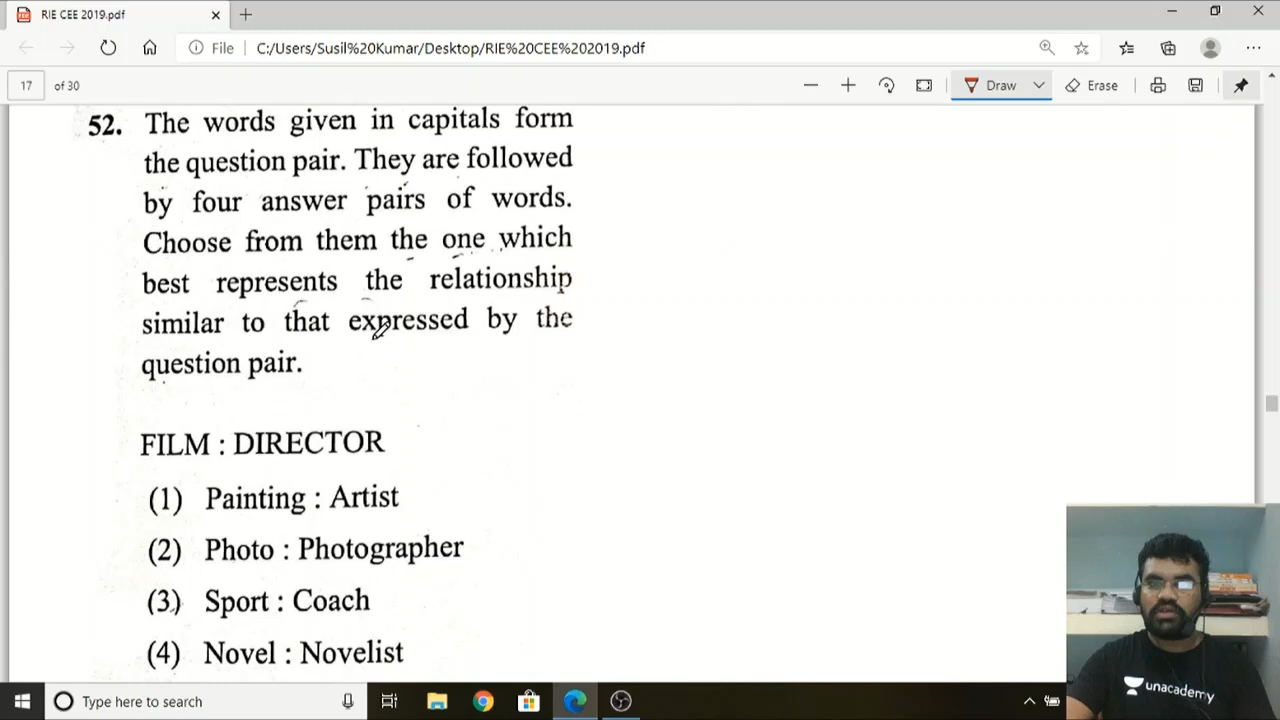 RIE CEE 2019.pdf
File C:/Users/Susil%20Kumar/Desktop/RIE%20CEE%202019.pdf
17 of 30 Draw Erase
52. The words given in capitals form
the question pair. They are followed
by four answer pairs of words.
Choose from them the one which
best represents the relationship
similar to that expressed by the
question pair.
FILM : DIRECTOR
(1) Painting : Artist
(2) Photo : Photographer
(3) Sport : Coach
(4) Novel : Novelist
unacademy
Type here to search